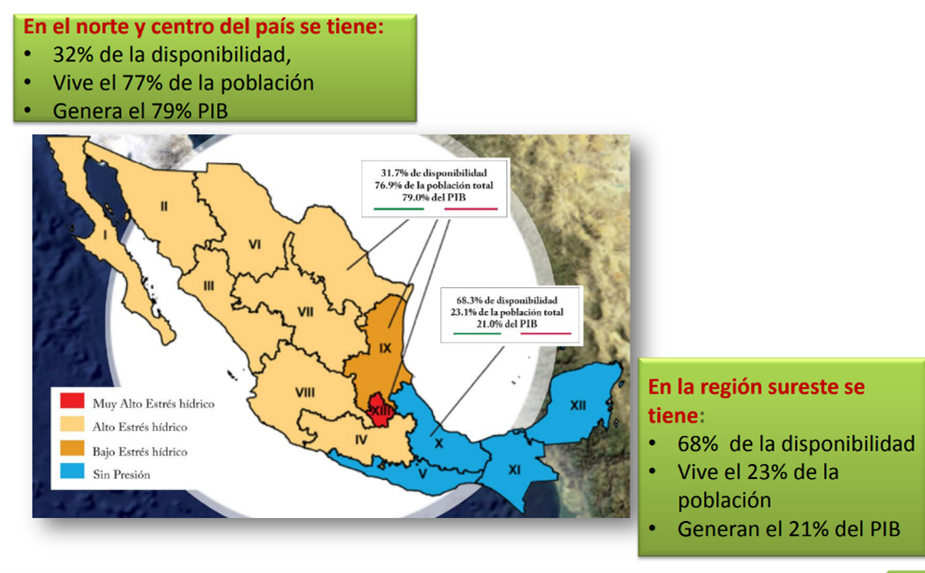 En el norte y centro del país se tiene:
• 32% de la disponibilidad,
• Vive el 77% de la población
• Genera el 79% PIB
31.7% de disponibilidad
76.9% de la población total
79.0% del PIB
II
I
VI
III
VII
68.3% de disponibilidad
23.1% de la población total
21.0% del PIB
IX
VIII
XIII
IV
X
V
XI
XII
Muy Alto Estrés hídrico
Alto Estrés hídrico
Bajo Estrés hídrico
Sin Presión
En la región sureste se
tiene:
• 68% de la disponibilidad
• Vive el 23% de la
población
• Generan el 21% del PIB